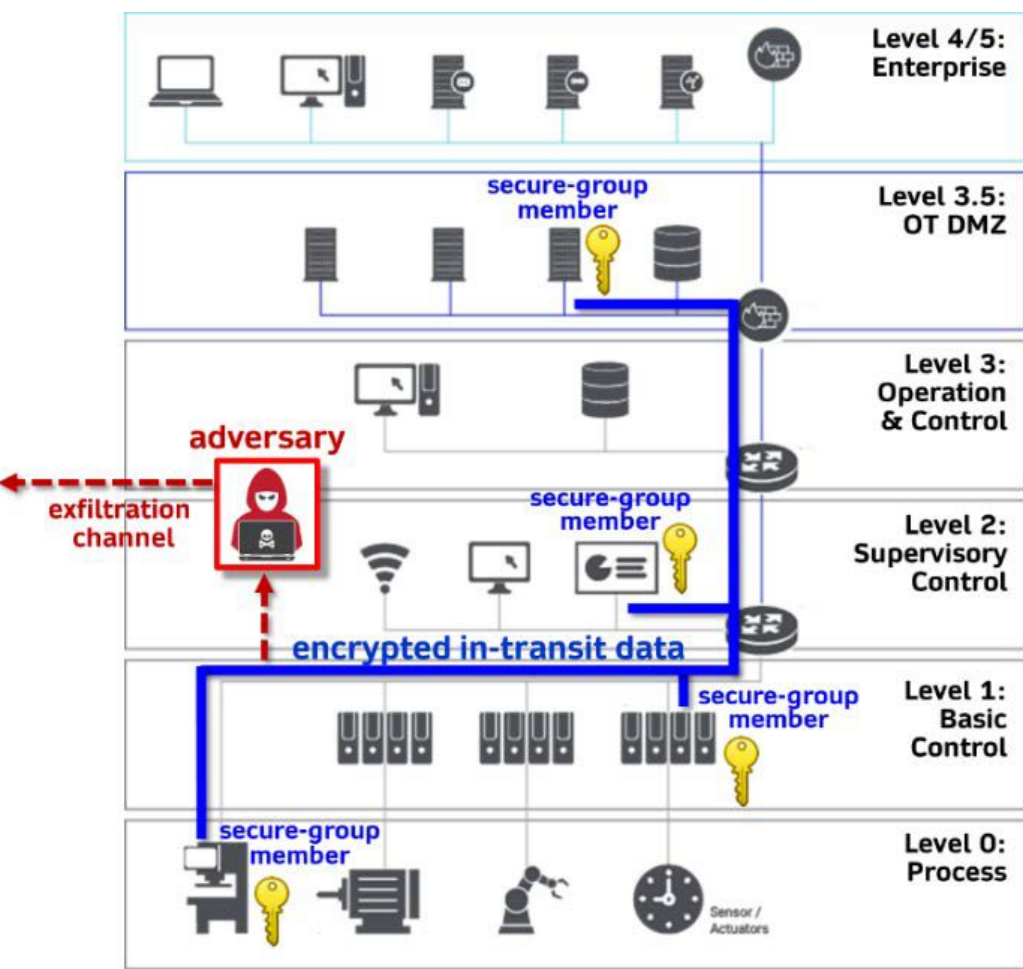 Level 4/5:
Enterprise
secure-group
member
Level 3.5:
OT DMZ
Level 3:
Operation
& Control
adversary
exfiltration
channel
secure-group
member
Level 2:
Supervisory
Control
encrypted in-transit data
secure-group
member
Level 1:
Basic
Control
secure-group
member
Level 0:
Process
Sensor /
Actuators